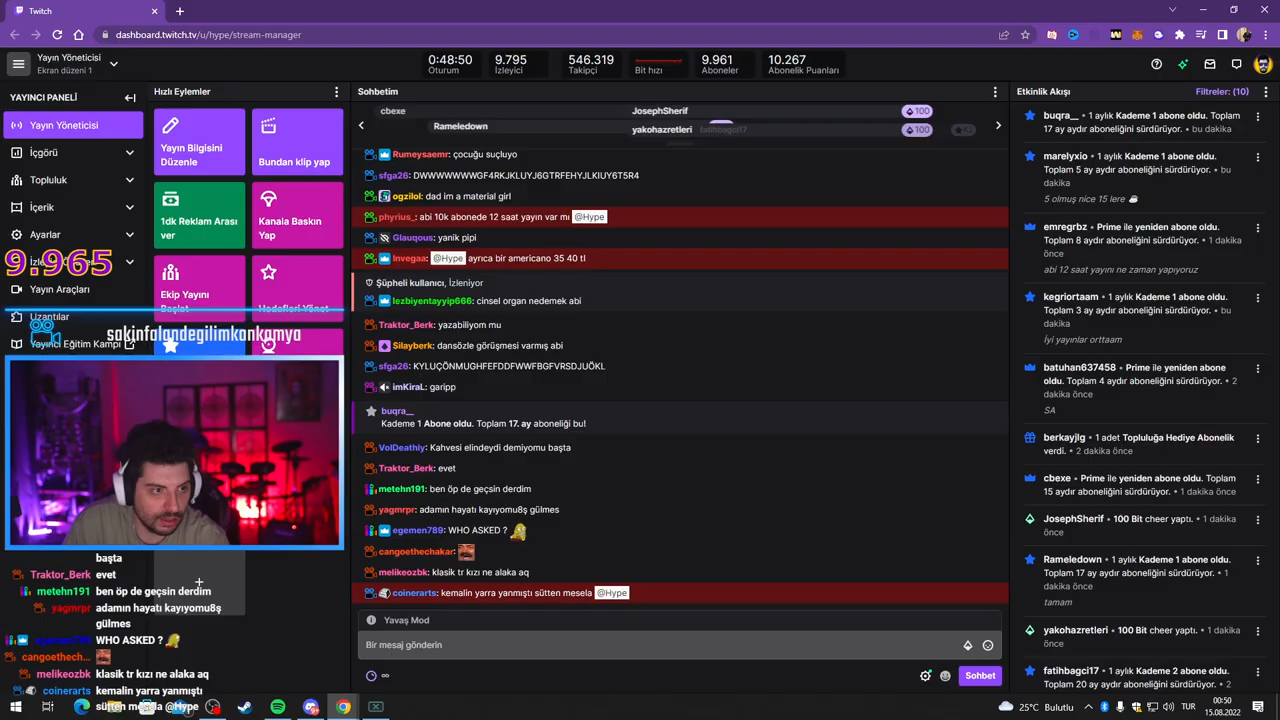 Twitch
dashboard.twitch.tv/u/hype/stream-manager
Yayın Yöneticisi
Ekran düzeni 1
0:48:50
Oturum
9.795
İzleyici
546.319
Takipçi
Bit hızı
9.961
Aboneler
10.267
Abonelik Puanları
YAYINCI PANELİ
Yayın Yöneticisi
İçgörü
Topluluk
İçerik
Ayarlar
9.965
Yayın Araçları
Uzantılar
sakinfalandegilimkankamya
Yayıncı Eğitim Kampı
Hızlı Eylemler
Yayın Bilgisini
Düzenle
Bundan klip yap
1dk Reklam Arası
ver
Kanala Baskın
Yap
Ekip Yayını
Başlat
Hedefleri Yönet
başta
Traktor_Berk evet
metehn191 ben öp de geçsin derdim
yagmrpr adamın hayatı kayıyomu8ş
gülmes
egemen789 WHO ASKED ?
cangoethech...
melikeozbk klasik tr kızı ne alaka aq
coinerarts kemalin yarra yanmıştı
sütten mesela @Hype
Sohbetim
cbexe
JosephSherif 100
Rameledown
yakohazretleri fatihbagci17 100
Rumeysaemr: çocuğu suçluyo
sfga26: DWWWWWWWGF4RKJKLUYJ6GTRFEHYJLKIUY6T5R4
ogzilol: dad im a material girl
phyrius_: abi 10k abonede 12 saat yayın var mı @Hype
Glauqous: yanik pipi
Invegaa: @Hype ayrıca bir americano 35 40 tl
Şüpheli kullanıcı, İzleniyor
lezbiyentayyip666: cinsel organ nedemek abi
Traktor_Berk: yazabiliyom mu
Silayberk: dansözle görüşmesi varmış abi
sfga26: KYLUÇÖNMUGHFEFDDFWWFBGFVRSDJUÖKL
imKiraL: garipp
buqra__
Kademe 1 Abone oldu. Toplam 17. ay aboneliği bu!
VolDeathly: Kahvesi elindeydi demiyomu başta
Traktor_Berk: evet
metehn191: ben öp de geçsin derdim
yagmrpr: adamın hayatı kayıyomu8ş gülmes
egemen789: WHO ASKED ?
cangoethechakar:
melikeozbk: klasik tr kızı ne alaka aq
coinerarts: kemalin yarra yanmıştı sütten mesela @Hype
Yavaş Mod
Bir mesaj gönderin
Sohbet
Etkinlik Akışı
Filtreler: (10)
buqra__ • 1 aylık Kademe 1 abone oldu. Toplam
17 ay aydır aboneliğini sürdürüyor. • bu dakika
marelyxio • 1 aylık Kademe 1 abone oldu.
Toplam 5 ay aydır aboneliğini sürdürüyor. • bu
dakika
5 olmuş nice 15 lere
emregrbz • Prime ile yeniden abone oldu.
Toplam 8 aydır aboneliğini sürdürüyor. • 1 dakika
önce
abi 12 saat yayını ne zaman yapıyoruz
kegriortaam • 1 aylık Kademe 1 abone oldu.
Toplam 3 ay aydır aboneliğini sürdürüyor. • bu
dakika
İyi yayınlar orttaam
batuhan637458 • Prime ile yeniden abone
oldu. Toplam 4 aydır aboneliğini sürdürüyor. • 2
dakika önce
SA
berkayjlg • 1 adet Topluluğa Hediye Abonelik
verdi. • 2 dakika önce
cbexe • Prime ile yeniden abone oldu. Toplam
15 aydır aboneliğini sürdürüyor. • 1 dakika önce
JosephSherif • 100 Bit cheer yaptı. • 1 dakika
önce
Rameledown • 1 aylık Kademe 1 abone oldu.
Toplam 17 ay aydır aboneliğini sürdürüyor. • 1
dakika önce
tamam
yakohazretleri • 100 Bit cheer yaptı. • 1 dakika
önce
fatihbagci17 • 1 aylık Kademe 2 abone oldu.
Toplam 20 ay aydır aboneliğini sürdürüyor. • 2
25°C Bulutlu
TUR
00:50
15.08.2022